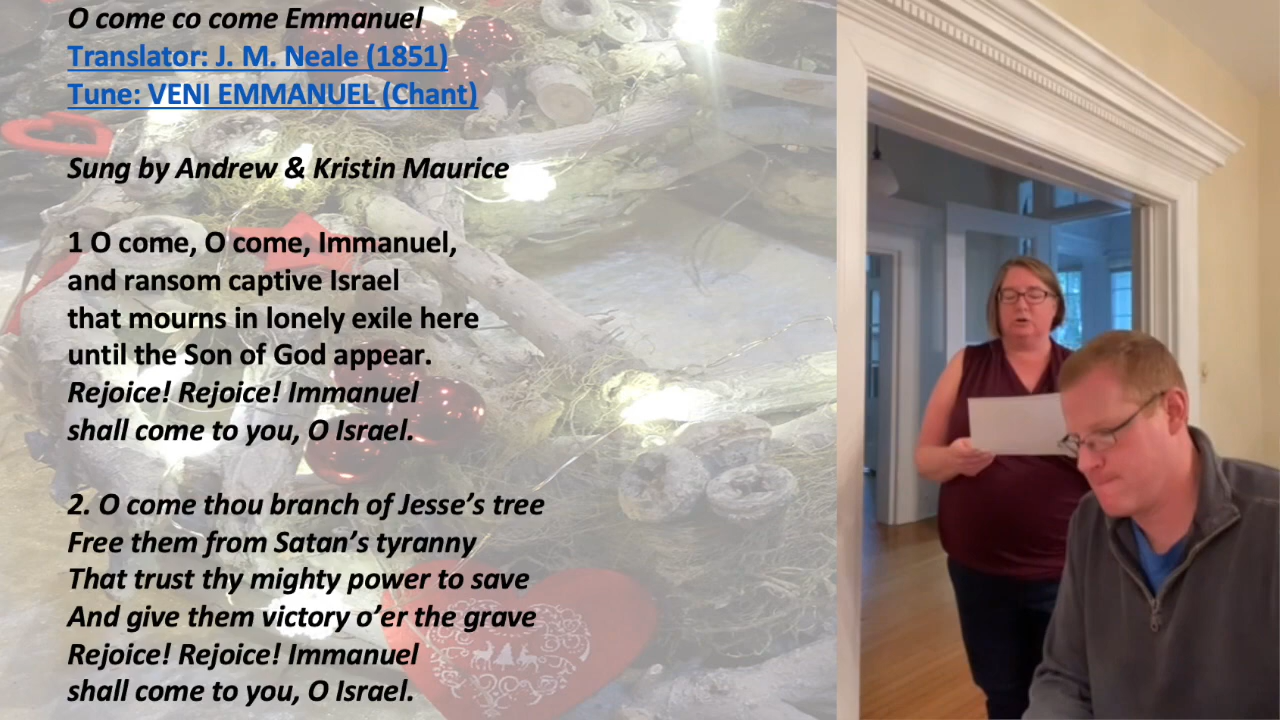 O come co come Emmanuel
Translator: J. M. Neale (1851)
Tune: VENI EMMANUEL (Chant)
Sung by Andrew & Kristin Maurice
1 O come, O come, Immanuel,
and ransom captive Israel
that mourns in lonely exile here
until the Son of God appear.
Rejoice! Rejoice! Immanuel
shall come to you, O Israel.
2. O come thou branch of Jesse’s tree
Free them from Satan’s tyranny
That trust thy mighty power to save
And give them victory o’er the grave
Rejoice! Rejoice! Immanuel
shall come to you, O Israel.